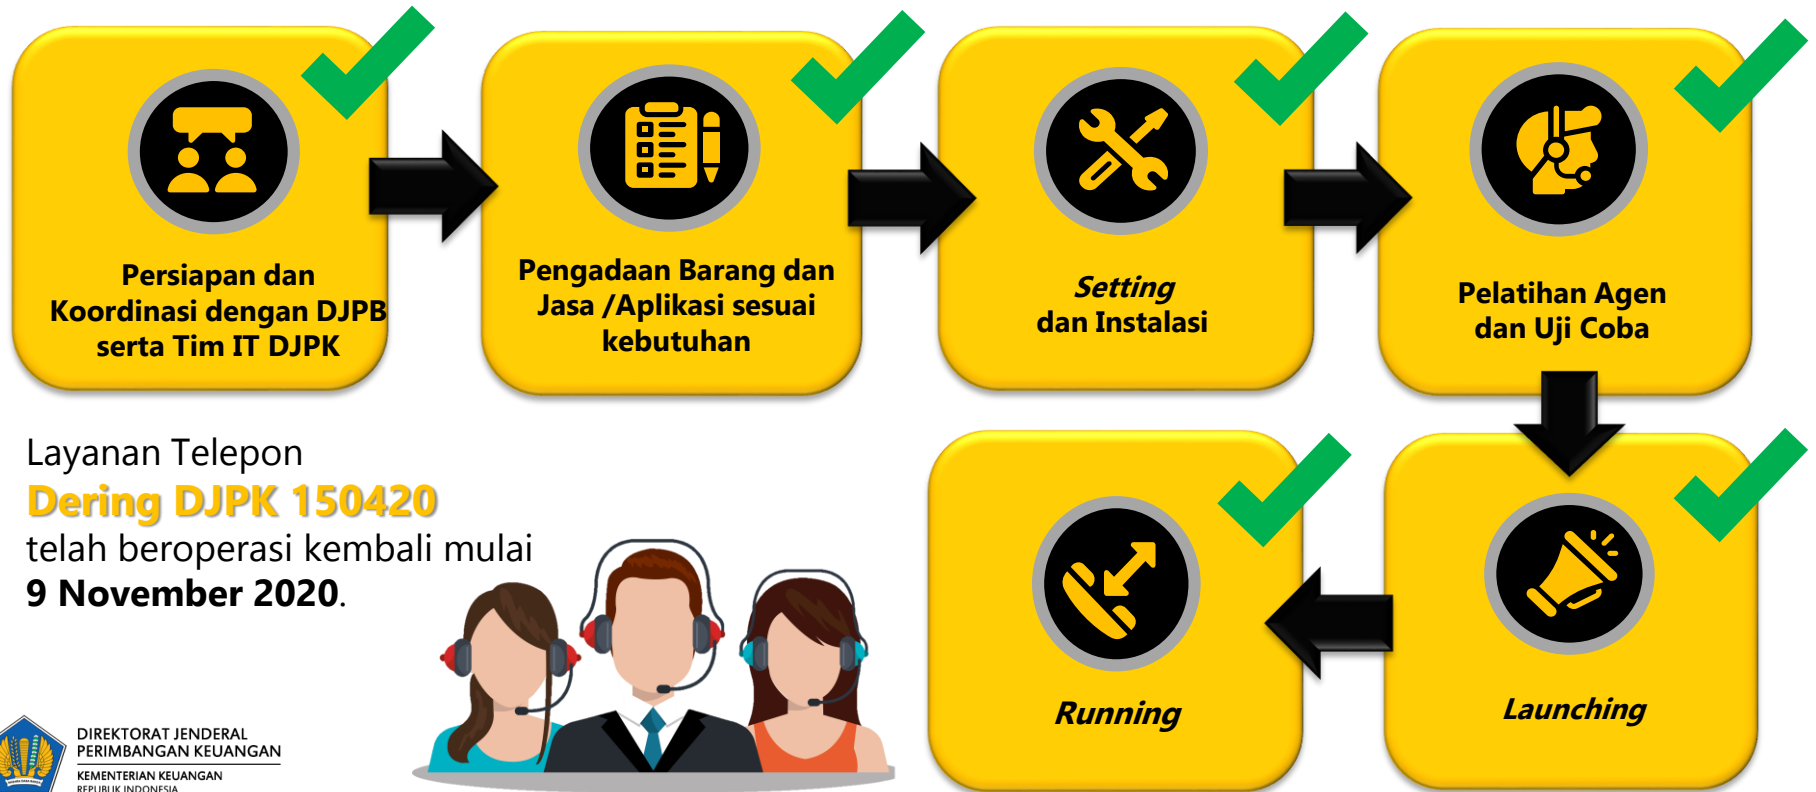 Persiapan dan
Koordinasi dengan DJPB
serta Tim IT DJPK
Pengadaan Barang dan
Jasa /Aplikasi sesuai
kebutuhan
Setting
dan Instalasi
Pelatihan Agen
dan Uji Coba
Layanan Telepon
Dering DJPK 150420
telah beroperasi kembali mulai
9 November 2020.
Running
Launching
DIREKTORAT JENDERAL
PERIMBANGAN KEUANGAN
KEMENTERIAN KEUANGAN
REPUBLIK INDONESIA